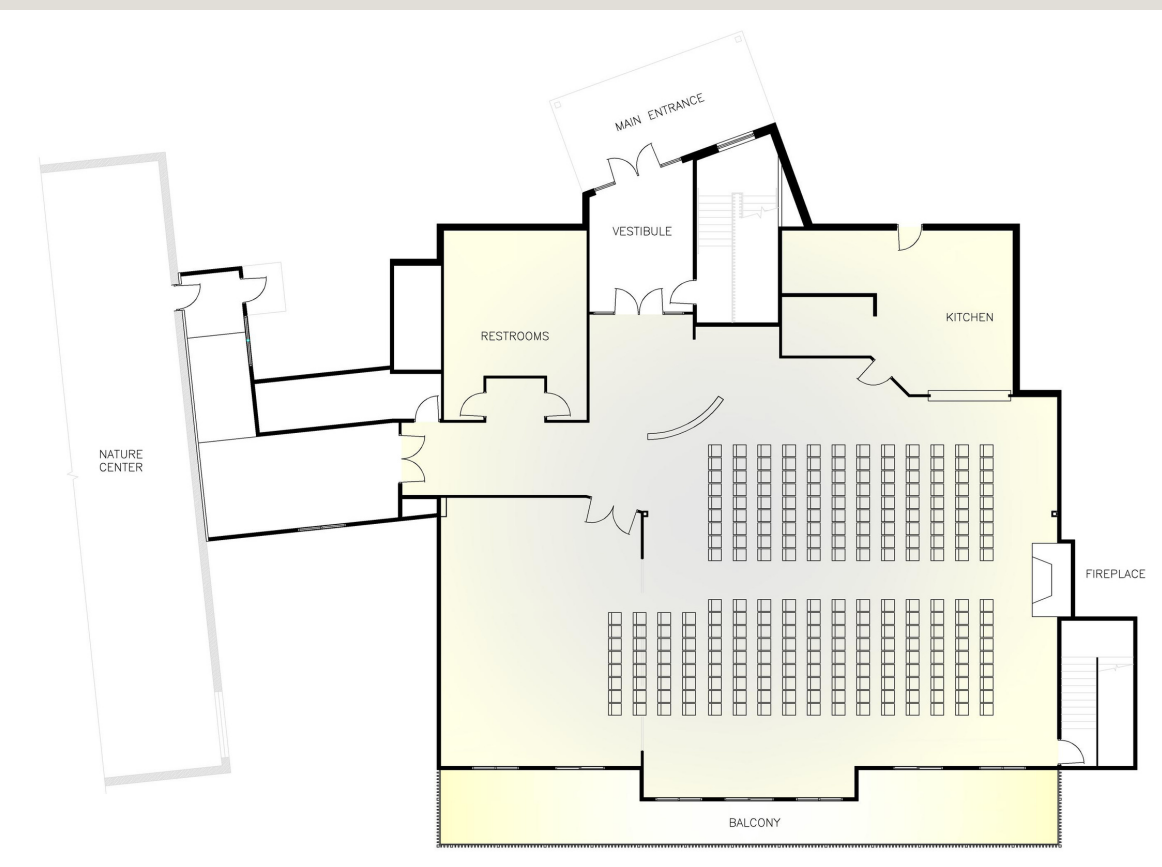 MAIN ENTRANCE
VESTIBULE
KITCHEN
RESTROOMS
NATURE
CENTER
FIREPLACE
BALCONY